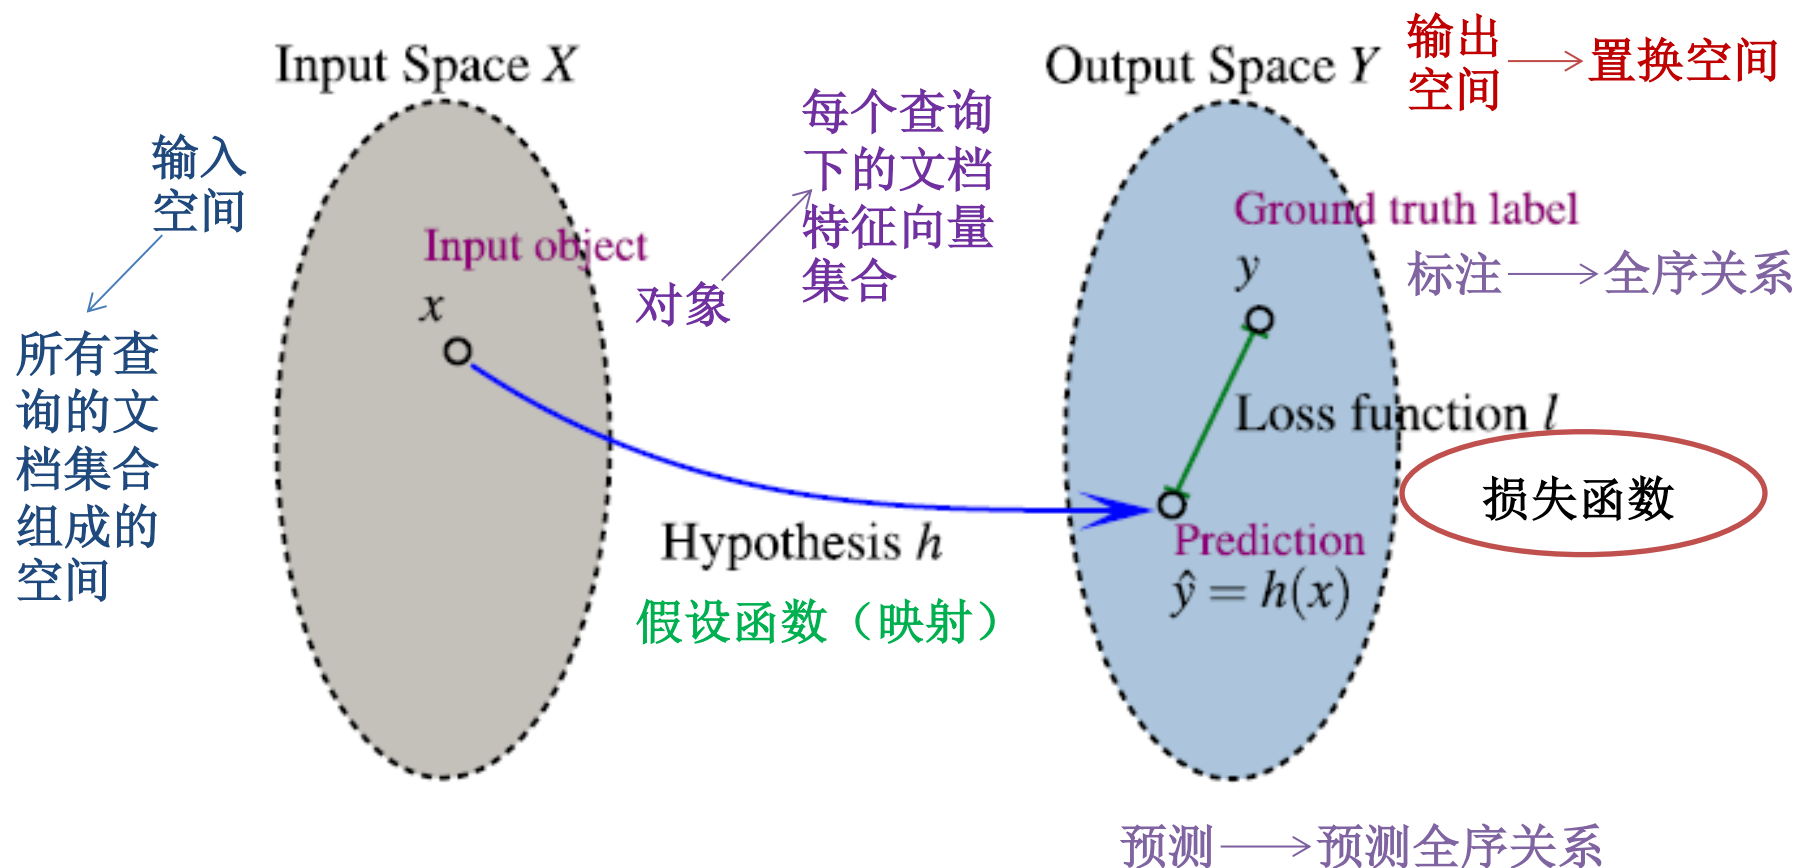 Input Space X
Output Space Y
输出
空间
置换空间
输入
空间
每个查询
下的文档
特征向量
集合
Input object
x
对象
Ground truth label
y
标注
全序关系
所有查
询的文
档集合
组成的
空间
Loss function l
损失函数
Hypothesis h
假设函数（映射）
Prediction
ŷ = h(x)
预测
预测全序关系